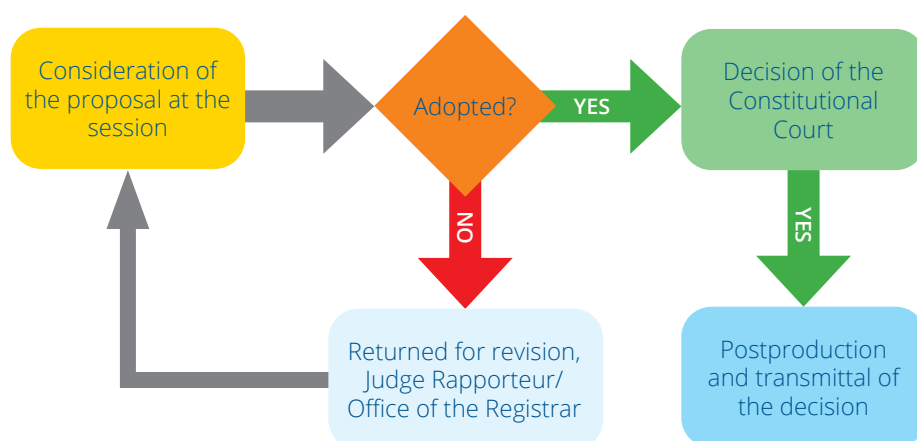 Consideration of
the proposal at the
session
Adopted?
YES
Decision of the
Constitutional
Court
NO
YES
Returned for revision,
Judge Rapporteur/
Office of the Registrar
Postproduction
and transmittal of
the decision